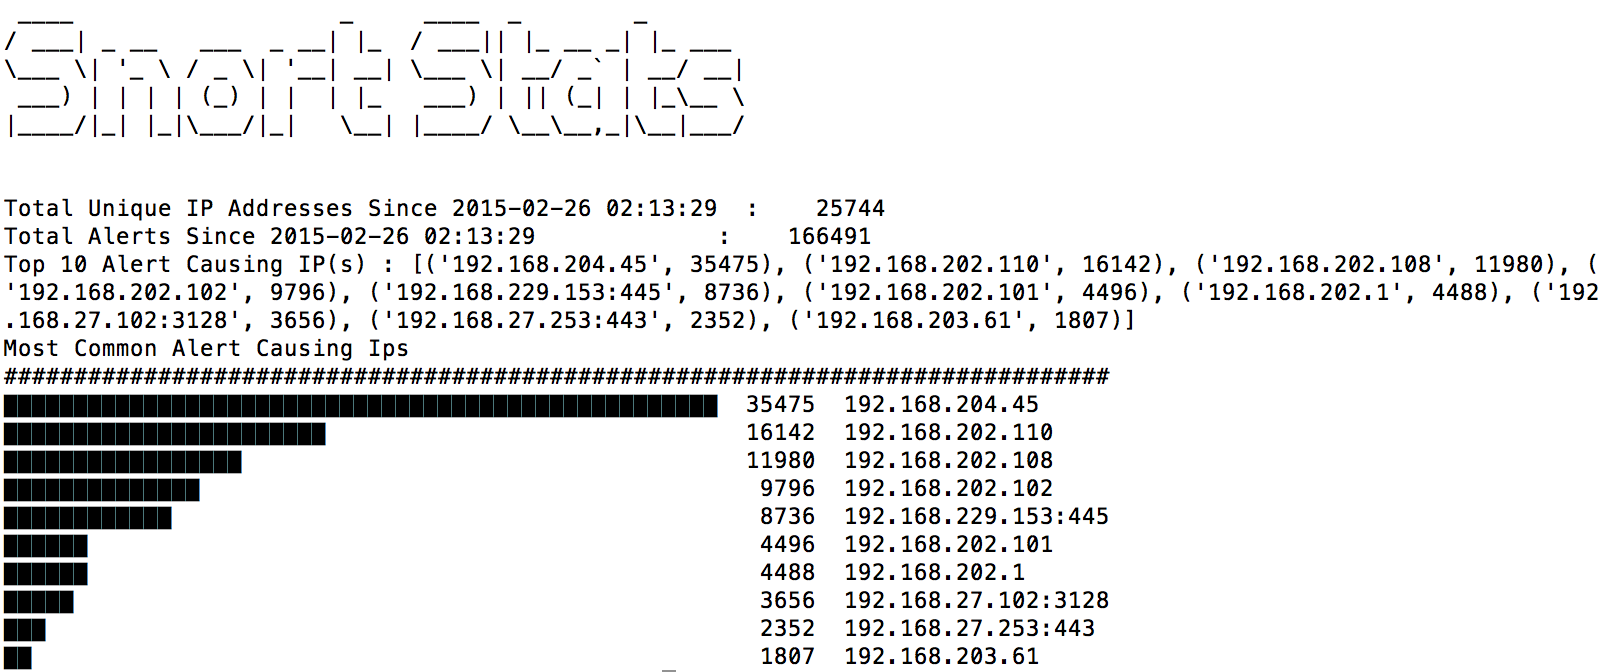 Snort Stats
Total Unique IP Addresses Since 2015-02-26 02:13:29  :    25744
Total Alerts Since 2015-02-26 02:13:29             :    166491
Top 10 Alert Causing IP(s) : [('192.168.204.45', 35475), ('192.168.202.110', 16142), ('192.168.202.108', 11980), (
'192.168.202.102', 9796), ('192.168.229.153:445', 8736), ('192.168.202.101', 4496), ('192.168.202.1', 4488), ('192
.168.27.102:3128', 3656), ('192.168.27.253:443', 2352), ('192.168.203.61', 1807)]
Most Common Alert Causing Ips
###############################################################################
35475  192.168.204.45
16142  192.168.202.110
11980  192.168.202.108
9796  192.168.202.102
8736  192.168.229.153:445
4496  192.168.202.101
4488  192.168.202.1
3656  192.168.27.102:3128
2352  192.168.27.253:443
1807  192.168.203.61